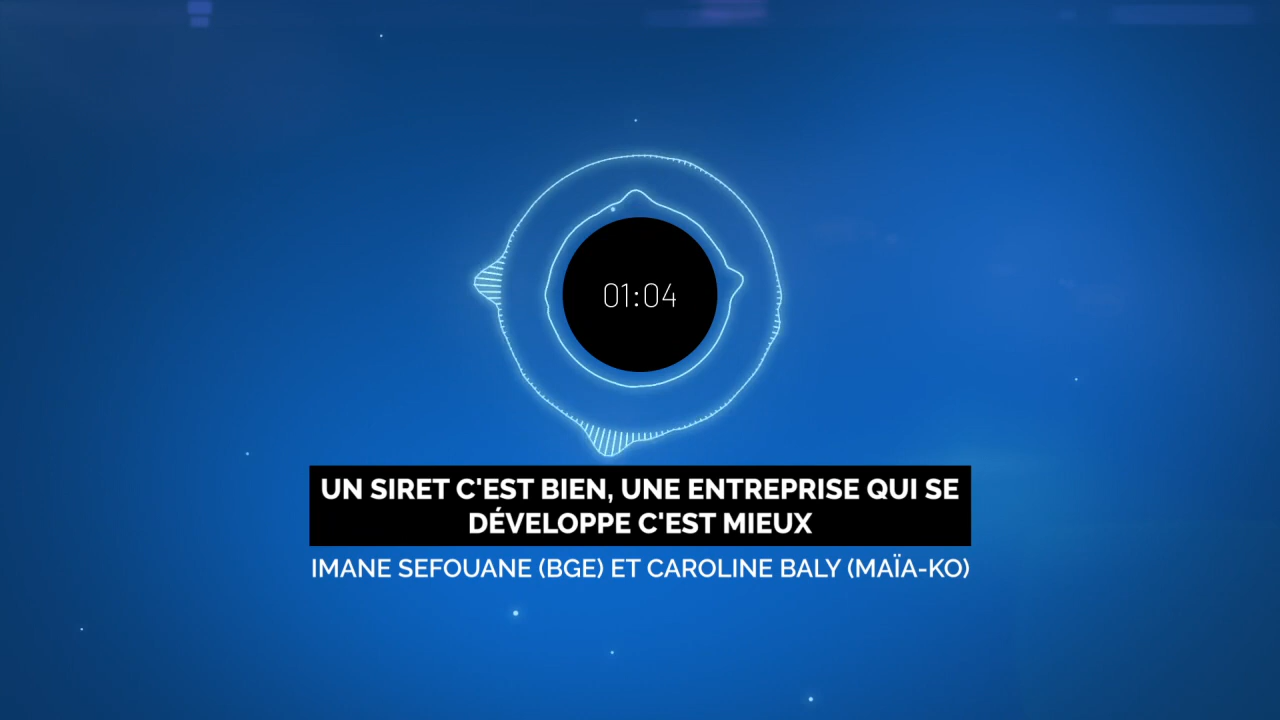 01:04
UN SIRET C'EST BIEN, UNE ENTREPRISE QUI SE
DÉVELOPPE C'EST MIEUX
IMANE SEFOUANE (BGE) ET CAROLINE BALY (MAÏA-KO)